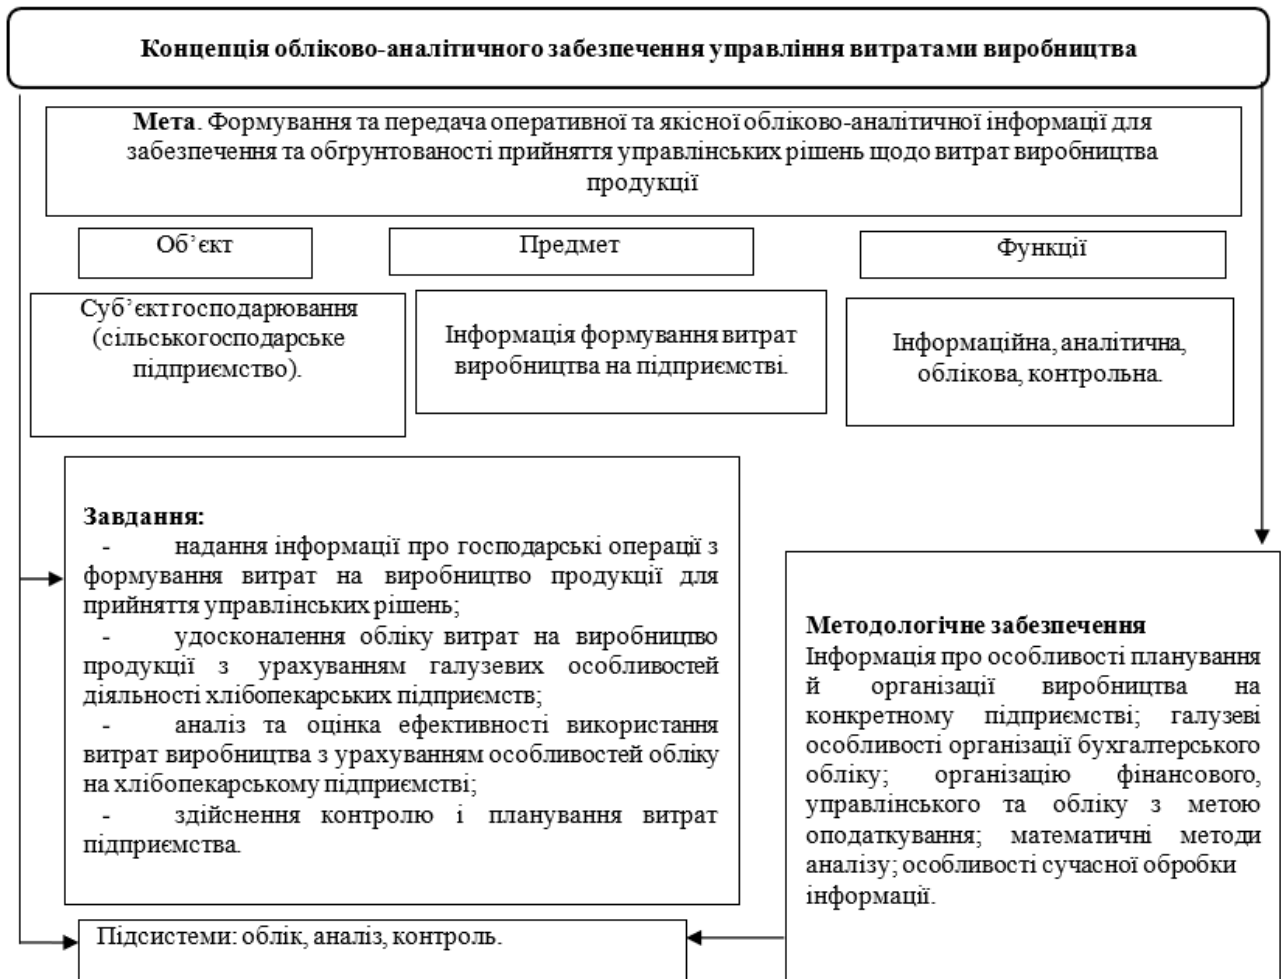 Концепція обліково-аналітичного забезпечення управління витратами виробництва
Мета. Формування та передача оперативної та якісної обліково-аналітичної інформації для
забезпечення та обґрунтованості прийняття управлінських рішень щодо витрат виробництва
продукції
Об’єкт
Предмет
Функції
Суб’єкт господарювання
(сільськогосподарське
підприємство).
Інформація формування витрат
виробництва на підприємстві.
Інформаційна, аналітична,
облікова, контрольна.
Завдання:
- надання інформації про господарські операції з
формування витрат на виробництво продукції для
прийняття управлінських рішень;
- удосконалення обліку витрат на виробництво
продукції з урахуванням галузевих особливостей
діяльності хлібопекарських підприємств;
- аналіз та оцінка ефективності використання
витрат виробництва з урахуванням особливостей обліку
на хлібопекарському підприємстві;
- здійснення контролю і планування витрат
підприємства.
Методологічне забезпечення
Інформація про особливості планування
й організації виробництва на
конкретному підприємстві; галузеві
особливості організації бухгалтерського
обліку; організацію фінансового,
управлінського та обліку з метою
оподаткування; математичні методи
аналізу; особливості сучасної обробки
інформації.
Підсистеми: облік, аналіз, контроль.